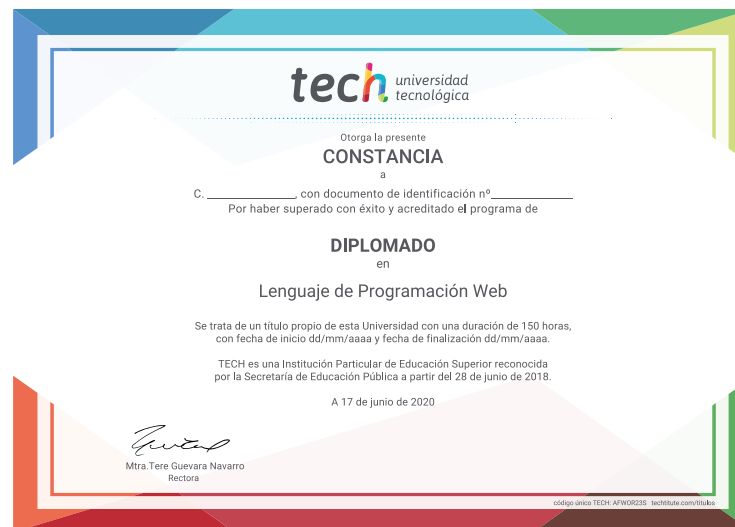 tech universidad
tecnológica
Otorga la presente
CONSTANCIA
a
C. ______________, con documento de identificación nº______________
Por haber superado con éxito y acreditado el programa de
DIPLOMADO
en
Lenguaje de Programación Web
Se trata de un título propio de esta Universidad con una duración de 150 horas,
con fecha de inicio dd/mm/aaaa y fecha de finalización dd/mm/aaaa.
TECH es una Institución Particular de Educación Superior reconocida
por la Secretaría de Educación Pública a partir del 28 de junio de 2018.
A 17 de junio de 2020
Mtra.Tere Guevara Navarro
Rectora
código único TECH: AFWOR23S techtitute.com/titulos